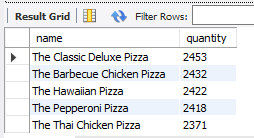 Result Grid Filter Rows:
name quantity
The Classic Deluxe Pizza 2453
The Barbecue Chicken Pizza 2432
The Hawaiian Pizza 2422
The Pepperoni Pizza 2418
The Thai Chicken Pizza 2371